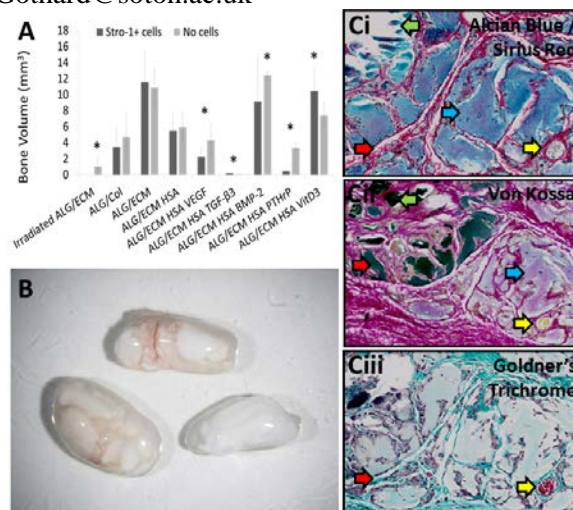 Gothard@sotonac.uk
A
Stro-1+ cells
No cells
Bone Volume (mm³)
18
16
14
12
10
8
6
4
2
0
*
*
*
*
*
*
Irradiated ALG/ECM
ALG/Col
ALG/ECM
ALG/ECM HSA
ALG/ECM HSA VEGF
ALG/ECM HSA TGF-β3
ALG/ECM HSA BMP-2
ALG/ECM HSA PTHrP
ALG/ECM HSA VitD3
B
Ci
Alcian Blue /
Sirius Red
Cii
Von Kossa
Ciii
Goldner's
Trichrome